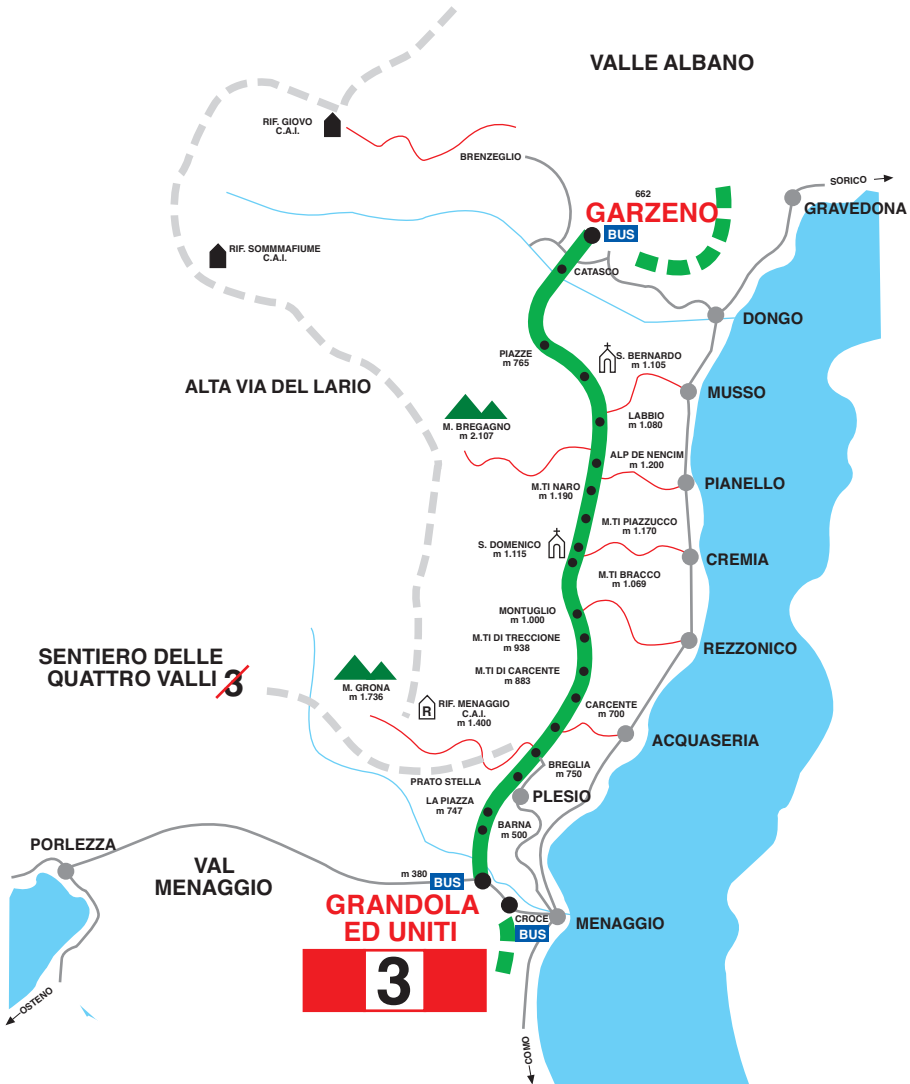 VALLE ALBANO
RIF. GIOVO
C.A.I.
BRENZEGLIO
SORICO
662
GARZENO
BUS
GRAVEDONA
RIF. SOMMMAFIUME
C.A.I.
CATASCO
DONGO
PIAZZE
m 765
S. BERNARDO
m 1.105
ALTA VIA DEL LARIO
MUSSO
M. BREGAGNO
m 2.107
LABBIO
m 1.080
ALP DE NENCIM
m 1.200
M.TI NARO
m 1.190
PIANELLO
M.TI PIAZZUCCO
m 1.170
S. DOMENICO
m 1.115
CREMIA
M.TI BRACCO
m 1.069
MONTUGLIO
m 1.000
M.TI DI TRECCIONE
m 938
REZZONICO
SENTIERO DELLE
QUATTRO VALLI 3
M. GRONA
m 1.736
M.TI DI CARCENTE
m 883
R
RIF. MENAGGIO
C.A.I.
m 1.400
CARCENTE
m 700
ACQUASERIA
BREGLIA
m 750
PRATO STELLA
PLESIO
LA PIAZZA
m 747
BARNA
m 500
PORLEZZA
VAL
MENAGGIO
m 380
BUS
GRANDOLA
ED UNITI
CROCE
BUS
MENAGGIO
3
OSTENO
COMO